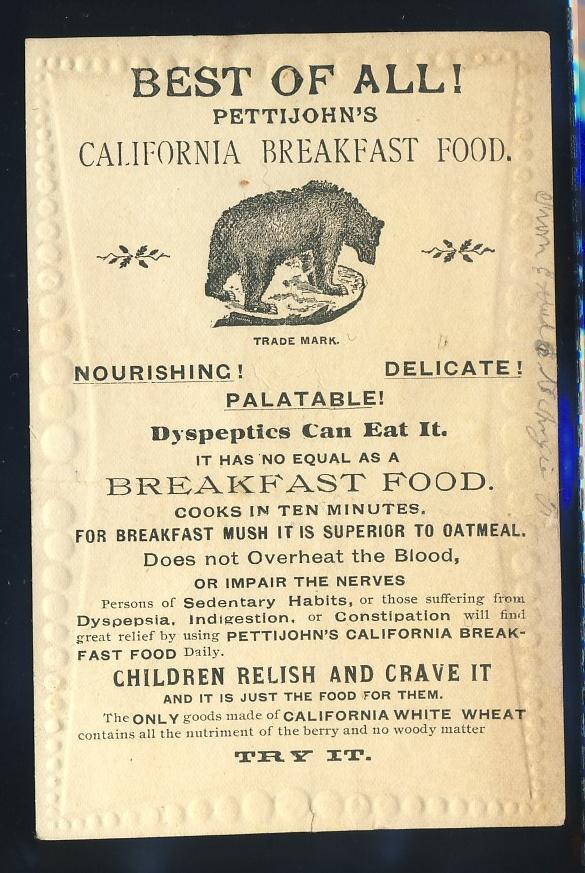 BEST OF ALL!
PETTIJOHN'S
CALIFORNIA BREAKFAST FOOD.
TRADE MARK.
NOURISHING! DELICATE!
PALATABLE!
Dyspeptics Can Eat It.
IT HAS NO EQUAL AS A
BREAKFAST FOOD.
COOKS IN TEN MINUTES.
FOR BREAKFAST MUSH IT IS SUPERIOR TO OATMEAL.
Does not Overheat the Blood,
OR IMPAIR THE NERVES
Persons of Sedentary Habits, or those suffering from
Dyspepsia, Indigestion, or Constipation will find
great relief by using PETTIJOHN'S CALIFORNIA BREAK-
FAST FOOD Daily.
CHILDREN RELISH AND CRAVE IT
AND IT IS JUST THE FOOD FOR THEM.
The ONLY goods made of CALIFORNIA WHITE WHEAT
contains all the nutriment of the berry and no woody matter
TRY IT.